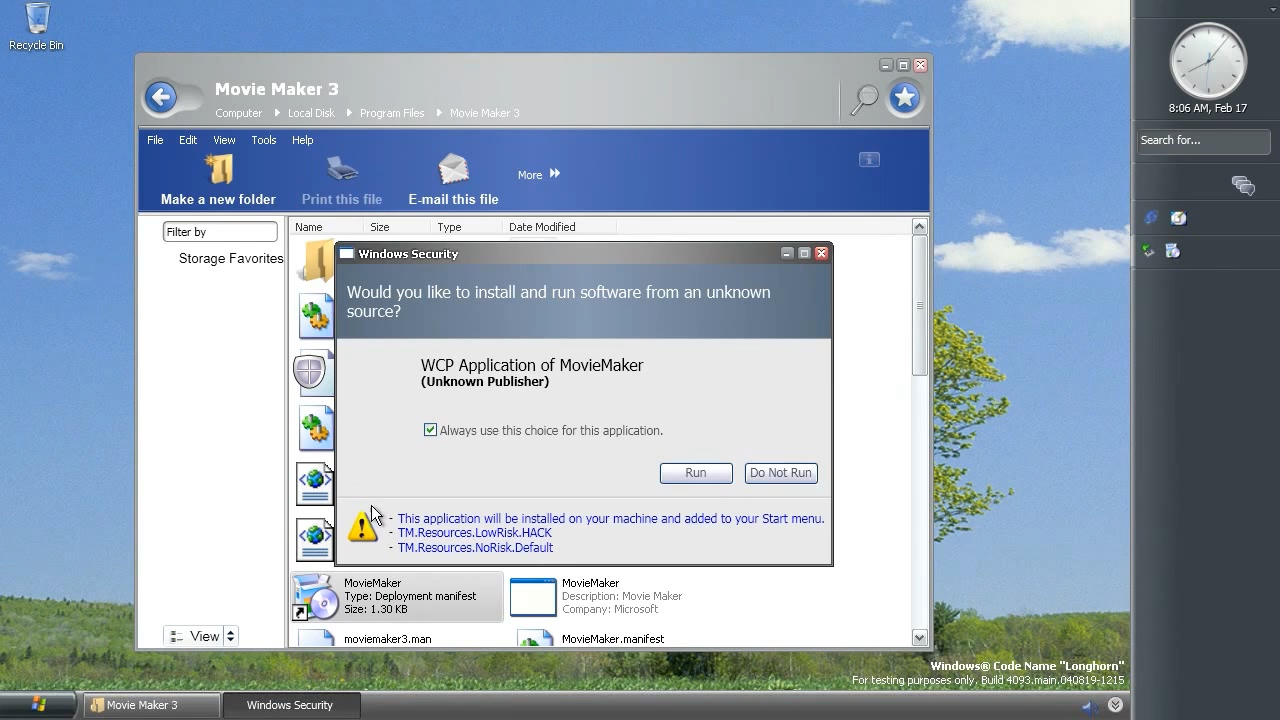 Recycle Bin
Movie Maker 3
Computer Local Disk Program Files Movie Maker 3
File Edit View Tools Help
More
Make a new folder Print this file E-mail this file
Filter by
Storage Favorites
Name Size Type Date Modified
Windows Security
Would you like to install and run software from an unknown
source?
WCP Application of MovieMaker
(Unknown Publisher)
Always use this choice for this application.
Run Do Not Run
- This application will be installed on your machine and added to your Start menu.
- TM.Resources.LowRisk.HACK
- TM.Resources.NoRisk.Default
MovieMaker
Type: Deployment manifest
Size: 1.30 KB
MovieMaker
Description: Movie Maker
Company: Microsoft
moviemaker3.man
MovieMaker.manifest
View
8:06 AM, Feb 17
Search for...
Windows® Code Name "Longhorn"
For testing purposes only. Build 4093.main.040819-1215
Movie Maker 3
Windows Security